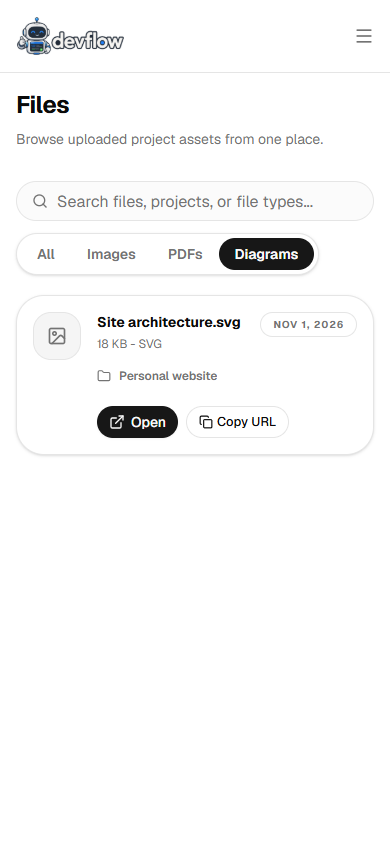 devflow
Files
Browse uploaded project assets from one place.
Search files, projects, or file types...
All Images PDFs Diagrams
Site architecture.svg NOV 1, 2026
18 KB - SVG
Personal website
Open Copy URL